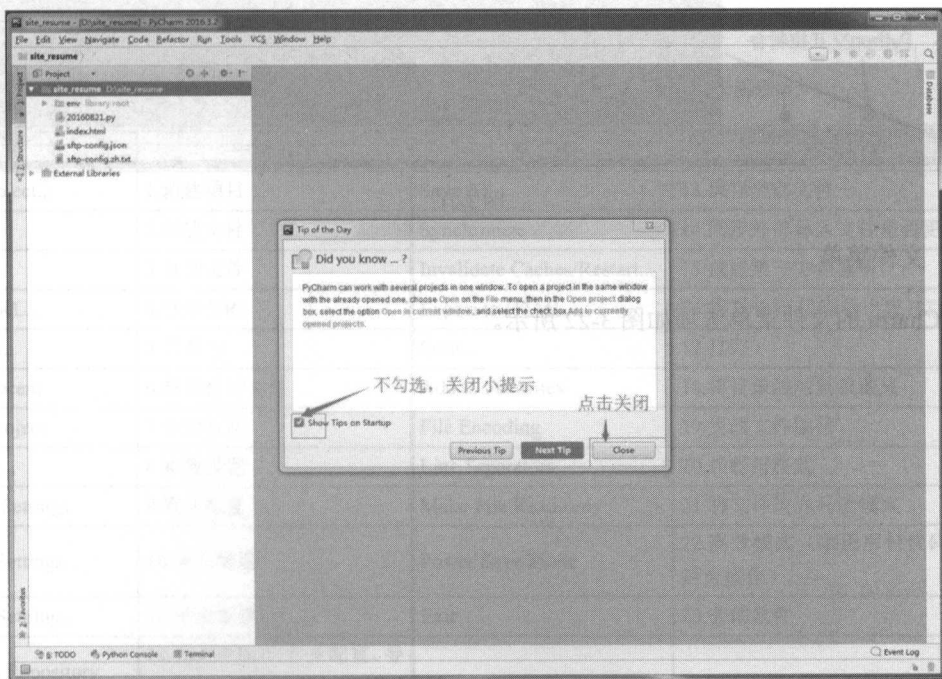 site_resume - [D:\site_resume] - PyCharm 2016.3.2
File Edit View Navigate Code Refactor Run Tools VCS Window Help
site_resume
Project
site_resume D:\site_resume
env library root
20160821.py
index.html
sftp-config.json
sftp-config.zh.txt
External Libraries
1: Project
2: Structure
2: Favorites
Database
Tip of the Day
Did you know ... ?
PyCharm can work with several projects in one window. To open a project in the same window
with the already opened one, choose Open on the File menu, then in the Open project dialog
box, select the option Open in current window, and select the check box Add to currently
opened projects.
不勾选，关闭小提示
点击关闭
Show Tips on Startup
Previous Tip Next Tip Close
6: TODO Python Console Terminal
Event Log